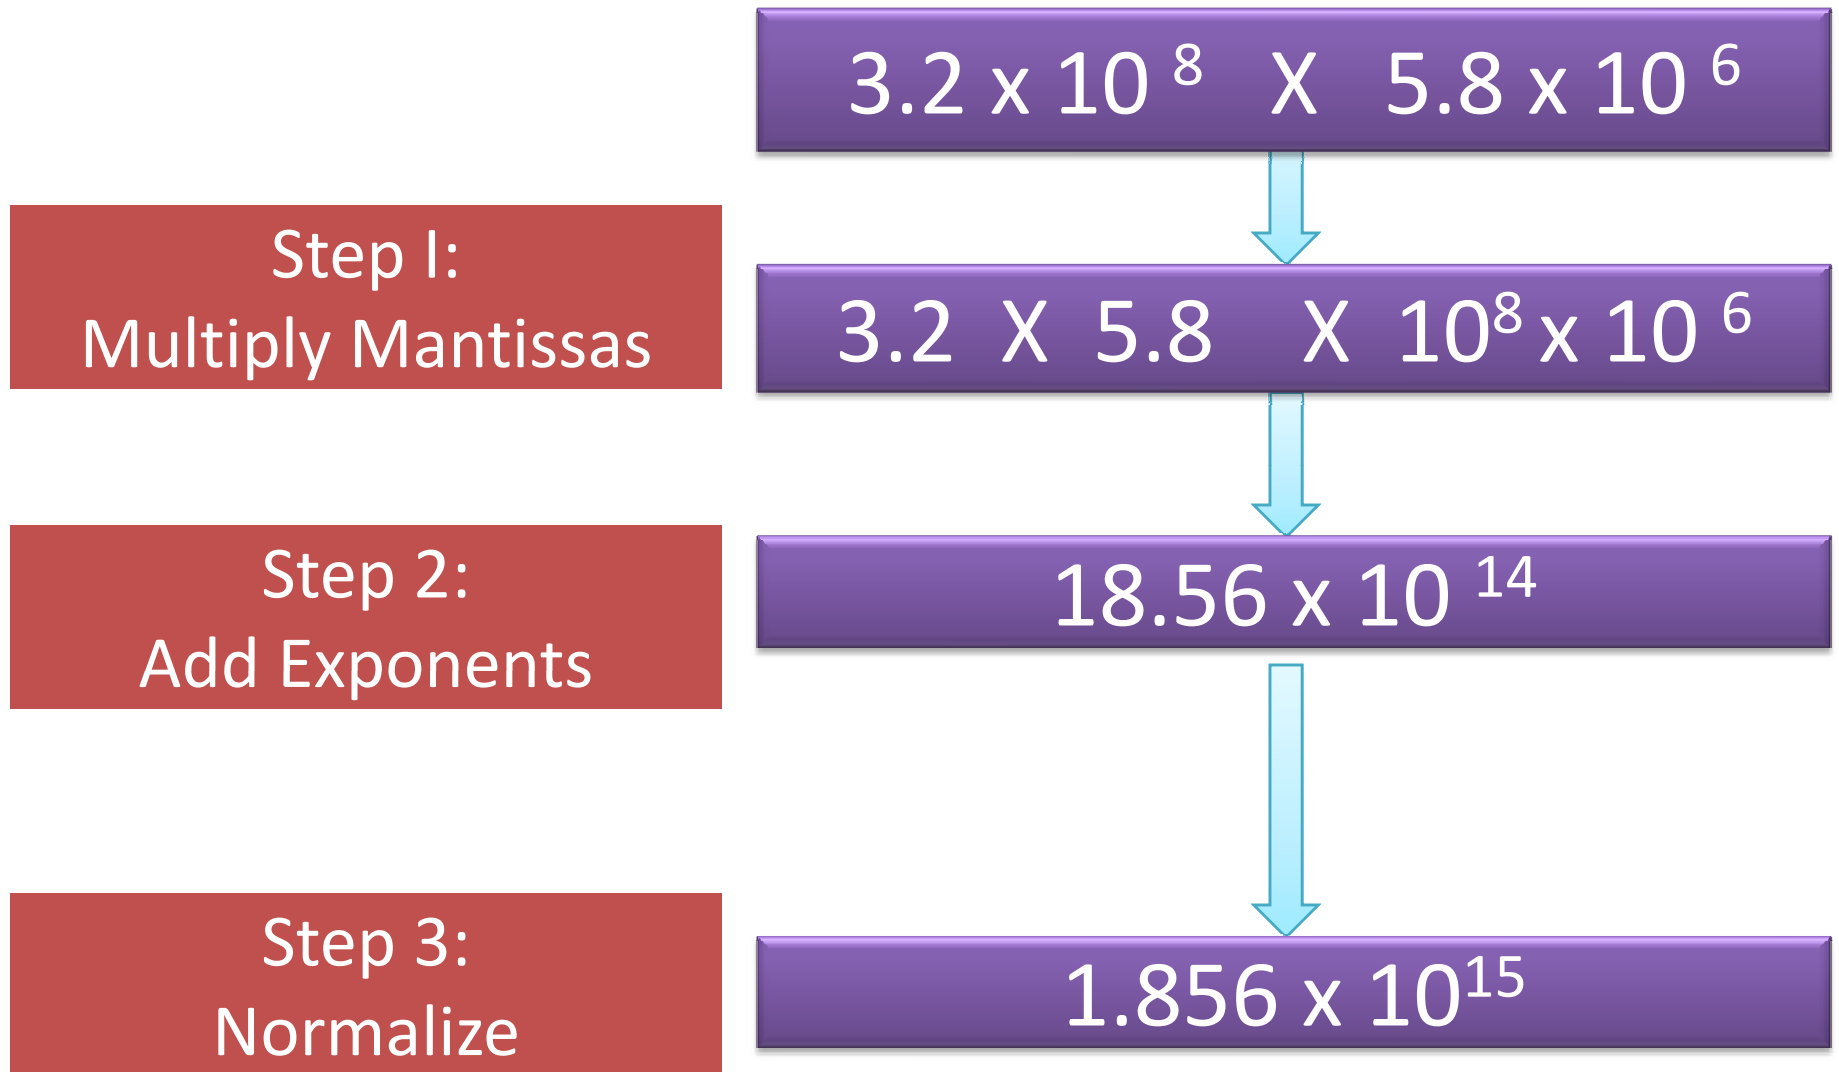 3.2 x 10 ⁸ X 5.8 x 10 ⁶
Step I:
Multiply Mantissas
3.2 X 5.8 X 10⁸ x 10 ⁶
Step 2:
Add Exponents
18.56 x 10 ¹⁴
Step 3:
Normalize
1.856 x 10¹⁵